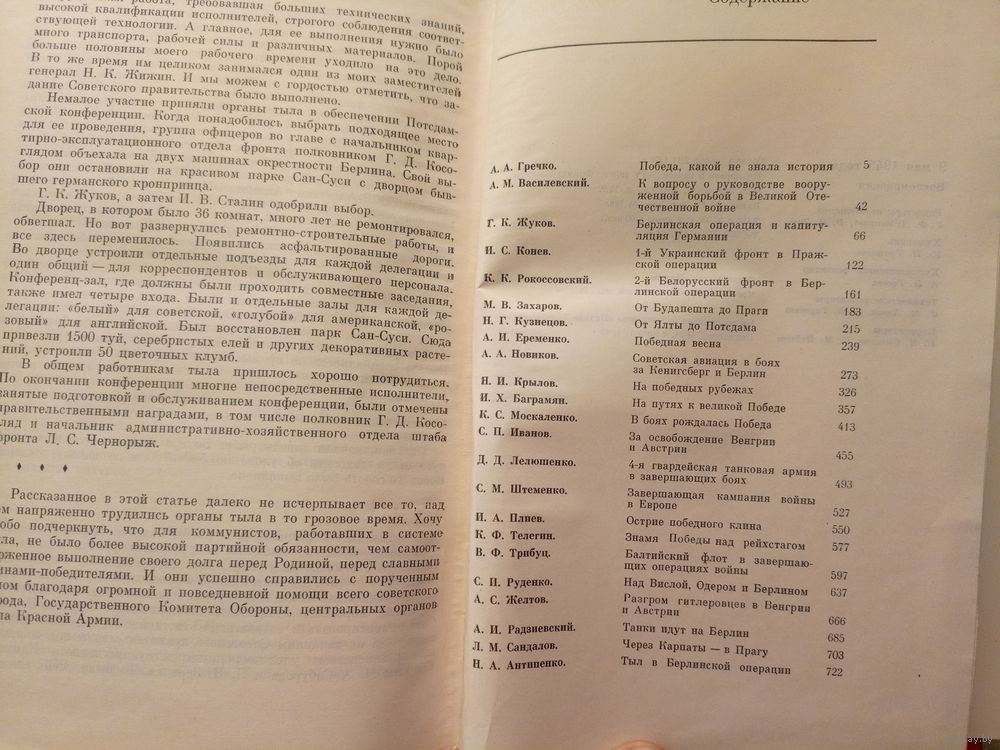 работа, требовавшая больших технических знаний,
высокой квалификации исполнителей, строгого соблюдения соответ-
ствующей технологии. А главное, для ее выполнения нужно было
много транспорта, рабочей силы и различных материалов. Порой
больше половины моего рабочего времени уходило на это дело.
В то же время им целиком занимался один из моих заместителей
генерал Н. К. Жижин. И мы можем с гордостью отметить, что за-
дание Советского правительства было выполнено.
Немалое участие приняли органы тыла в обеспечении Потсдам-
ской конференции. Когда понадобилось выбрать подходящее место
для ее проведения, группа офицеров во главе с начальником квар-
тирно-эксплуатационного отдела фронта полковником Г. Д. Косо-
глядом объехала на двух машинах окрестности Берлина. Свой вы-
бор они остановили на красивом парке Сан-Суси с дворцом быв-
шего германского кронпринца.
Г. К. Жуков, а затем И. В. Сталин одобрили выбор.
Дворец, в котором было 36 комнат, много лет не ремонтировался,
обветшал. Но вот развернулись ремонтно-строительные работы, и
все здесь переменилось. Появились асфальтированные дороги.
Во дворце устроили отдельные подъезды для каждой делегации и
один общий — для корреспондентов и обслуживающего персонала.
Конференц-зал, где должны были проходить совместные заседания,
также имел четыре входа. Были и отдельные залы для каждой де-
легации: «белый» для советской, «голубой» для американской, «ро-
зовый» для английской. Был восстановлен парк Сан-Суси. Сюда
привезли 1500 туй, серебристых елей и других декоративных расте-
ний, устроили 50 цветочных клумб.
В общем работникам тыла пришлось хорошо потрудиться.
По окончании конференции многие непосредственные исполнители,
занятые подготовкой и обслуживанием конференции, были отмечены
правительственными наградами, в том числе полковник Г. Д. Косо-
гляд и начальник административно-хозяйственного отдела штаба
фронта Л. С. Чернорыж.
♦ ♦ ♦
Рассказанное в этой статье далеко не исчерпывает все то, над
ем напряженно трудились органы тыла в то грозовое время. Хочу
обо подчеркнуть, что для коммунистов, работавших в системе
ла, не было более высокой партийной обязанности, чем самоот-
рженное выполнение своего долга перед Родиной, перед славными
инами-победителями. И они успешно справились с порученным
ом благодаря огромной и повседневной помощи всего советского
рода, Государственного Комитета Обороны, центральных органов
ла Красной Армии.
Содержание
А. А. Гречко. Победа, какой не знала история 5
А. М. Василевский. К вопросу о руководстве воору-
женной борьбой в Великой Оте-
чественной войне 42
Г. К. Жуков. Берлинская операция и капиту-
ляция Германии 66
И. С. Конев. 1-й Украинский фронт в Праж-
ской операции 122
К. К. Рокоссовский. 2-й Белорусский фронт в Бер-
линской операции 161
М. В. Захаров. От Будапешта до Праги 183
Н. Г. Кузнецов. От Ялты до Потсдама 215
А. И. Еременко. Победная весна 239
А. А. Новиков. Советская авиация в боях
за Кенигсберг и Берлин 273
Н. И. Крылов. На победных рубежах 326
И. Х. Баграмян. На путях к великой Победе 357
К. С. Москаленко. В боях рождалась Победа 413
С. П. Иванов. За освобождение Венгрии
и Австрии 455
Д. Д. Лелюшенко. 4-я гвардейская танковая армия
в завершающих боях 493
С. М. Штеменко. Завершающая кампания войны
в Европе 527
И. А. Плиев. Острие победного клина 550
К. Ф. Телегин. Знамя Победы над рейхстагом 577
В. Ф. Трибуц. Балтийский флот в завершаю-
щих операциях войны 597
С. И. Руденко. Над Вислой, Одером и Берлином 637
А. С. Желтов. Разгром гитлеровцев в Венгрии
и Австрии 666
А. И. Радзиевский. Танки идут на Берлин 685
Л. М. Сандалов. Через Карпаты — в Прагу 703
Н. А. Антипенко. Тыл в Берлинской операции 722